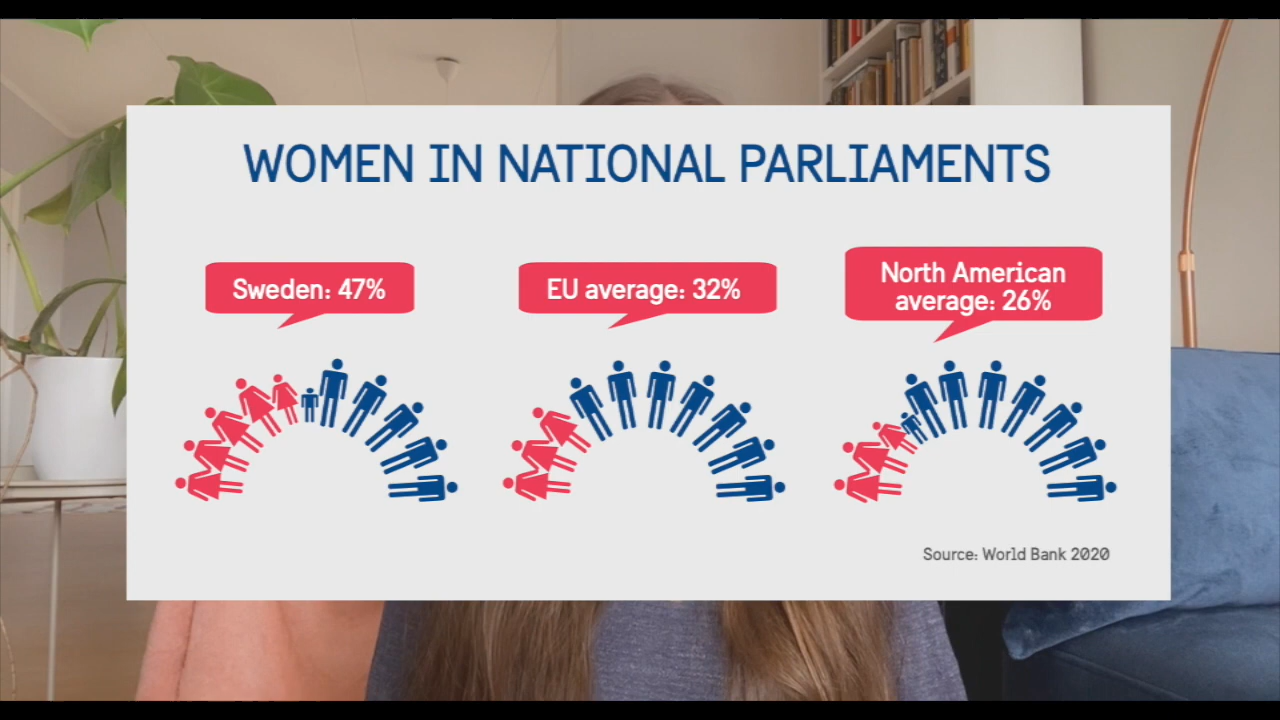 WOMEN IN NATIONAL PARLIAMENTS
Sweden: 47%
EU average: 32%
North American
average: 26%
Source: World Bank 2020